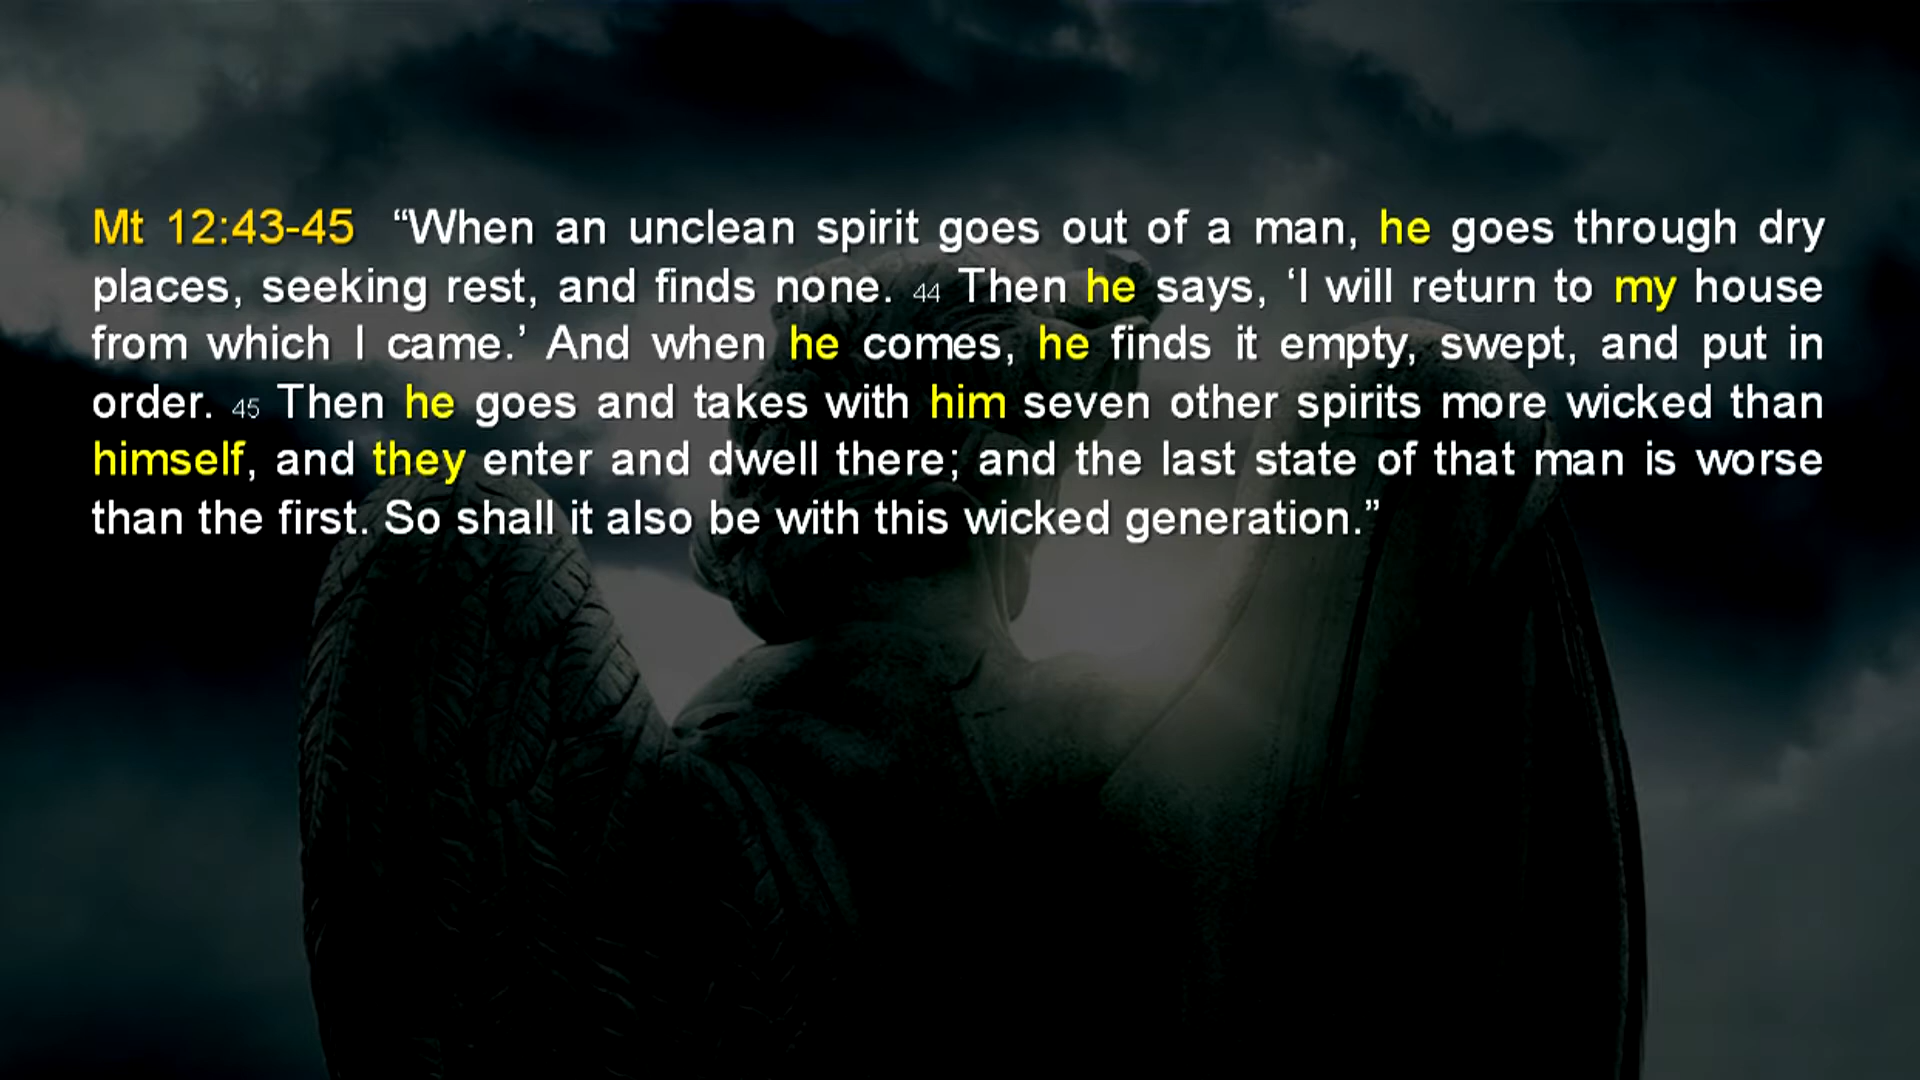 Mt 12:43-45 “When an unclean spirit goes out of a man, he goes through dry
places, seeking rest, and finds none. 44 Then he says, ‘I will return to my house
from which I came.’ And when he comes, he finds it empty, swept, and put in
order. 45 Then he goes and takes with him seven other spirits more wicked than
himself, and they enter and dwell there; and the last state of that man is worse
than the first. So shall it also be with this wicked generation.”